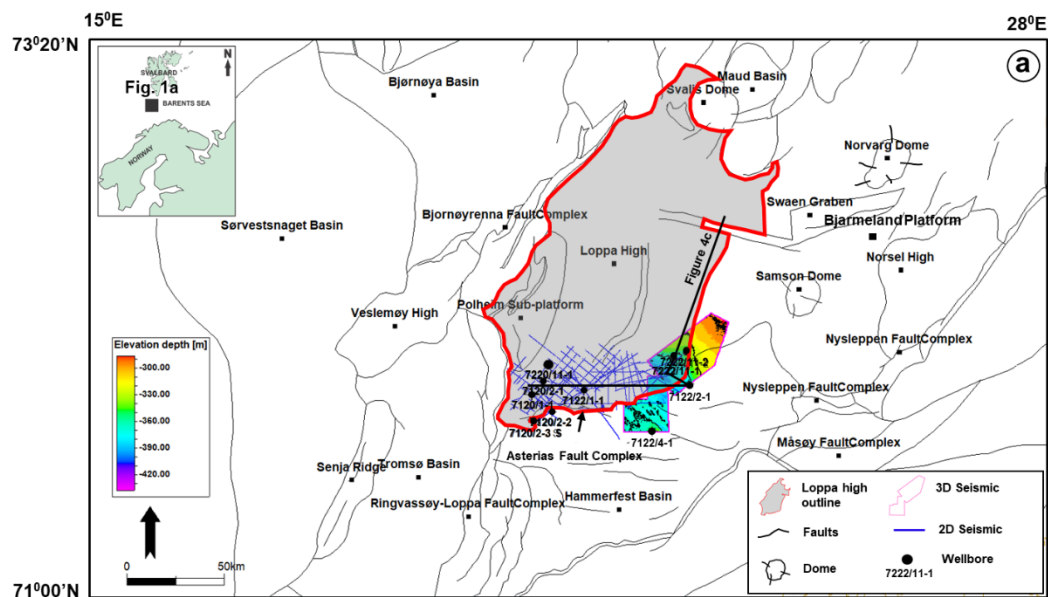 15⁰E
28⁰E
73⁰20'N
a
N
SVALBARD
Fig. 1a
BARENTS SEA
NORWAY
Bjørnøya Basin
Maud Basin
Svalis Dome
Norvarg Dome
Swaen Graben
Bjarmeland Platform
Bjornøyrenna FaultComplex
Sørvestsnaget Basin
Loppa High
Figure 4c
Norsel High
Samson Dome
Polheim Sub-platform
Veslemøy High
Nysleppen FaultComplex
Elevation depth [m]
-300.00
-330.00
-360.00
-390.00
-420.00
7222/11-2
7222/11-1
7220/11-1
7120/2-1
7122/1-1
7122/2-1
7120/1-1
Nysleppen FaultComplex
7120/2-2
7120/2-3 S
7122/4-1
Måsøy FaultComplex
Asterias Fault Complex
Senja Ridge
Tromsø Basin
Ringvassøy-Loppa FaultComplex
Hammerfest Basin
50km
Loppa high
outline
3D Seismic
Faults
2D Seismic
Dome
Wellbore
7222/11-1
71⁰00'N